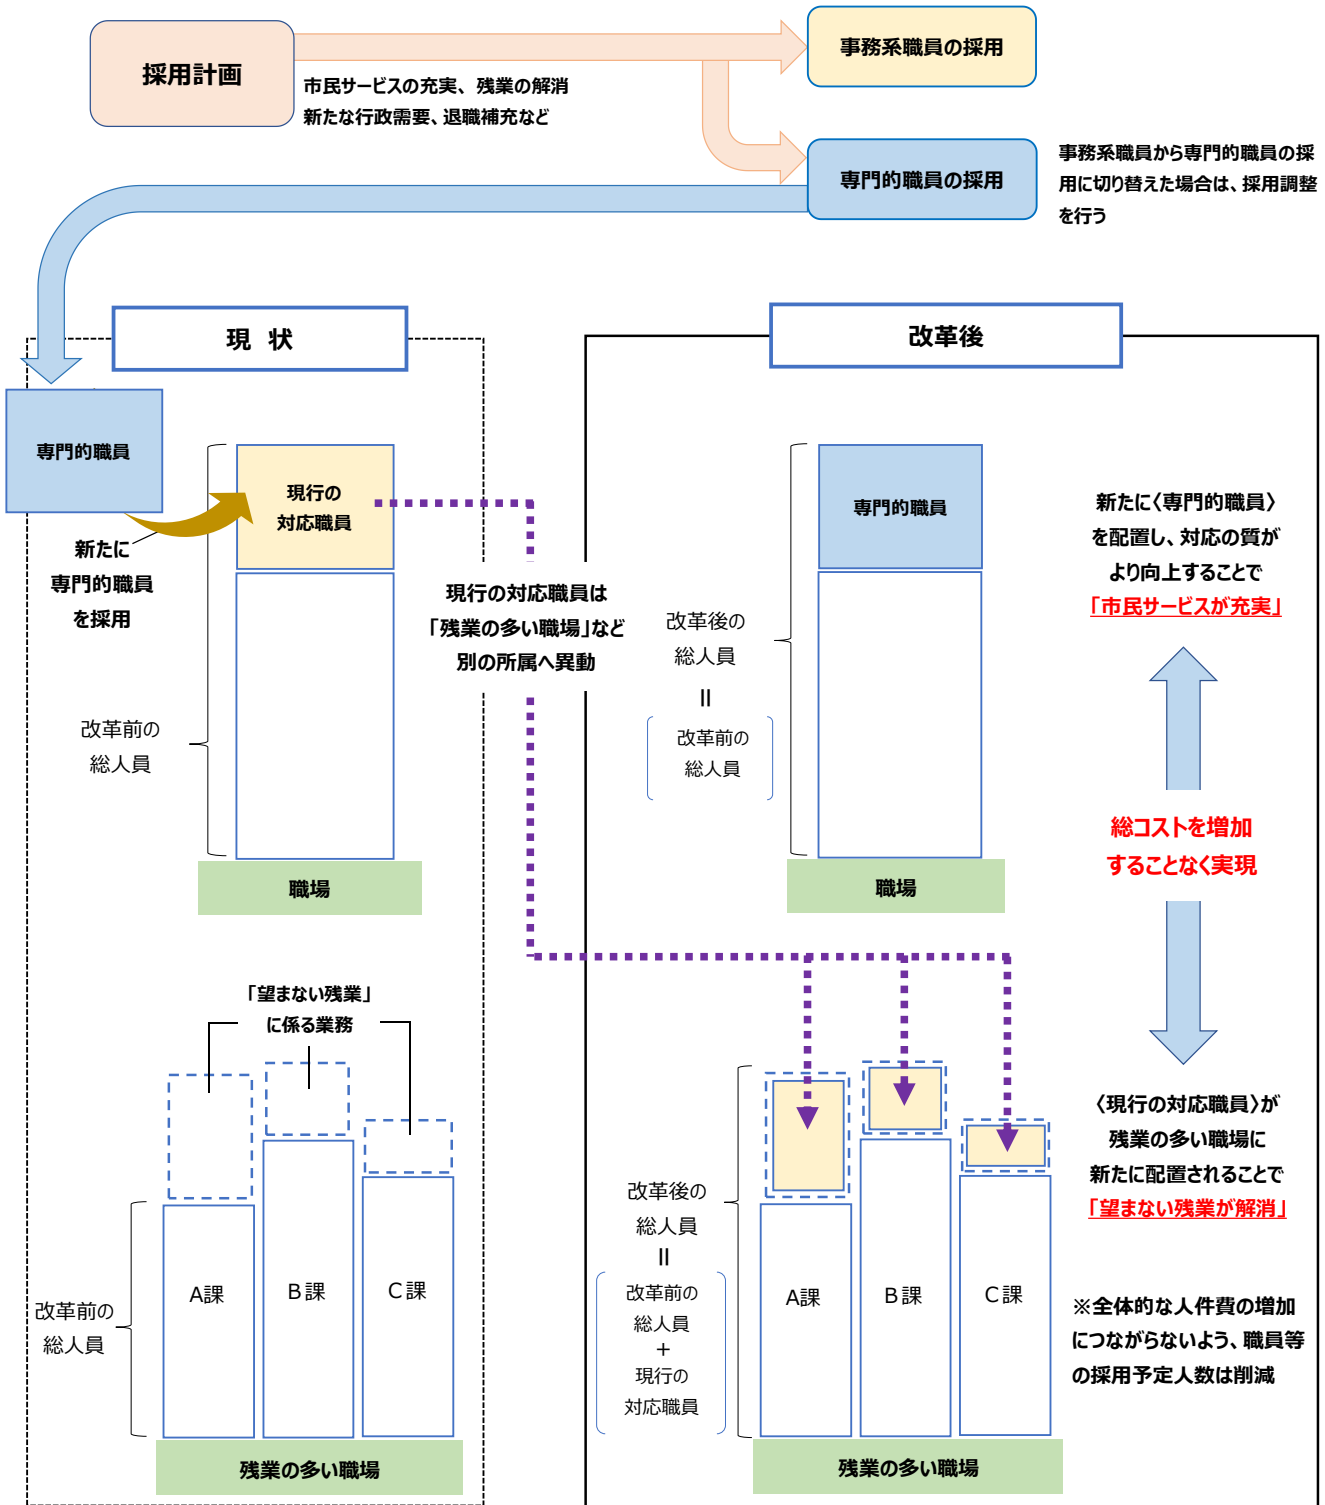 採用計画
市民サービスの充実、残業の解消
新たな行政需要、退職補充など
事務系職員の採用
専門的職員の採用
事務系職員から専門的職員の採
用に切り替えた場合は、採用調整
を行う
現 状
改革後
専門的職員
現行の
対応職員
新たに
専門的職員
を採用
改革前の
総人員
職場
現行の対応職員は
「残業の多い職場」など
別の所属へ異動
専門的職員
改革後の
総人員
=
改革前の
総人員
職場
新たに〈専門的職員〉
を配置し、対応の質が
より向上することで
「市民サービスが充実」
総コストを増加
することなく実現
「望まない残業」
に係る業務
A課
B課
C課
改革前の
総人員
残業の多い職場
改革後の
総人員
=
改革前の
総人員
+
現行の
対応職員
A課
B課
C課
残業の多い職場
〈現行の対応職員〉が
残業の多い職場に
新たに配置されることで
「望まない残業が解消」
※全体的な人件費の増加
につながらないよう、職員等
の採用予定人数は削減